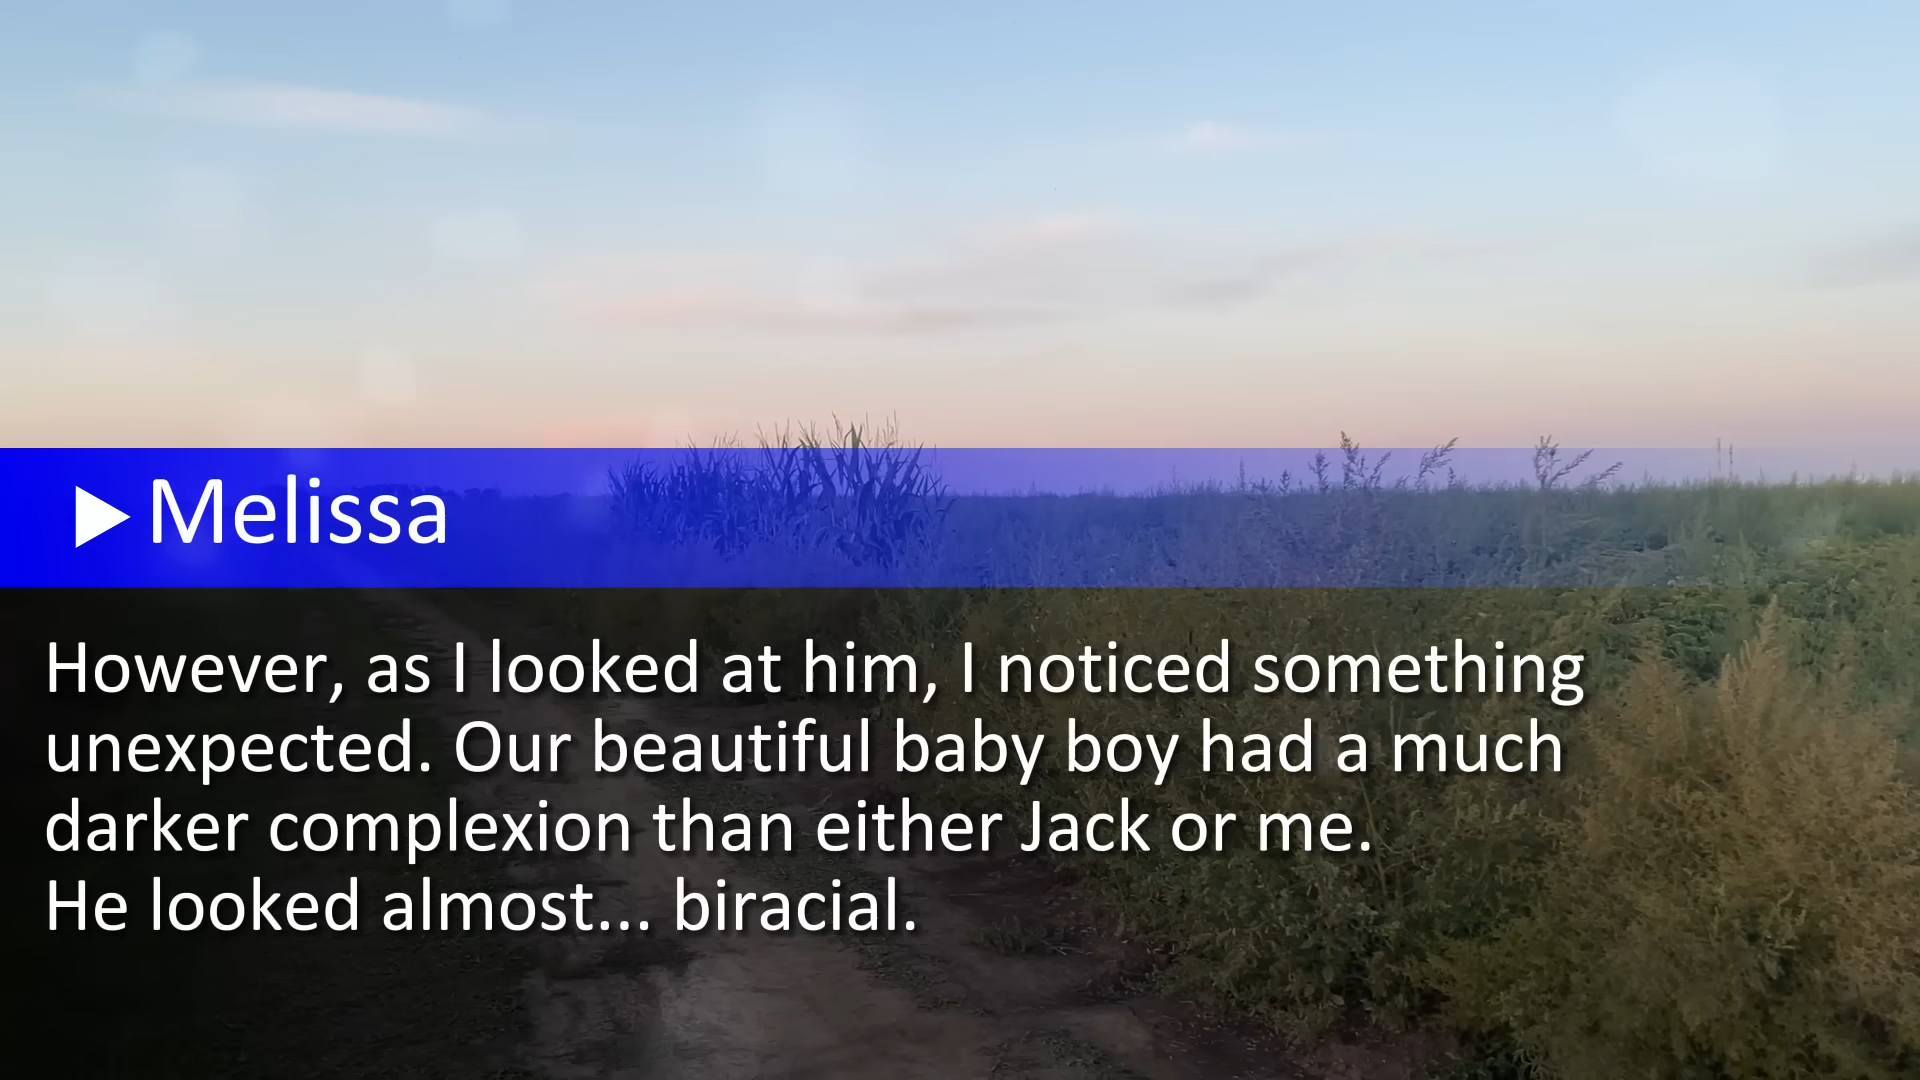 Melissa
However, as I looked at him, I noticed something
unexpected. Our beautiful baby boy had a much
darker complexion than either Jack or me.
He looked almost... biracial.